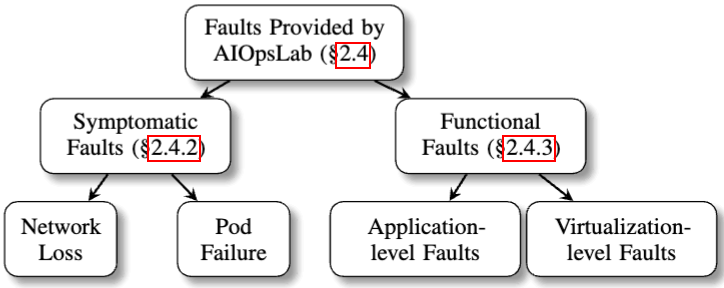 Faults Provided by
AIOpsLab (§2.4)
Symptomatic
Faults (§2.4.2)
Functional
Faults (§2.4.3)
Network
Loss
Pod
Failure
Application-
level Faults
Virtualization-
level Faults